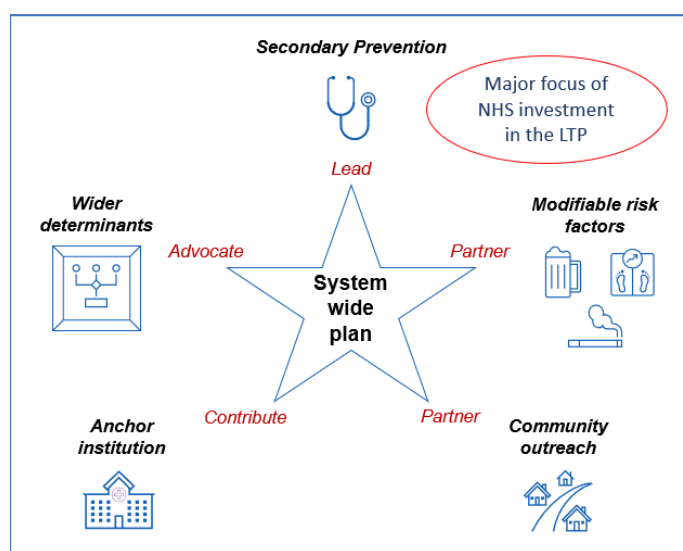 Secondary Prevention
Major focus of
NHS investment
in the LTP
Lead
Wider
determinants
Modifiable risk
factors
Advocate
Partner
System
wide
plan
Contribute
Partner
Anchor
institution
Community
outreach